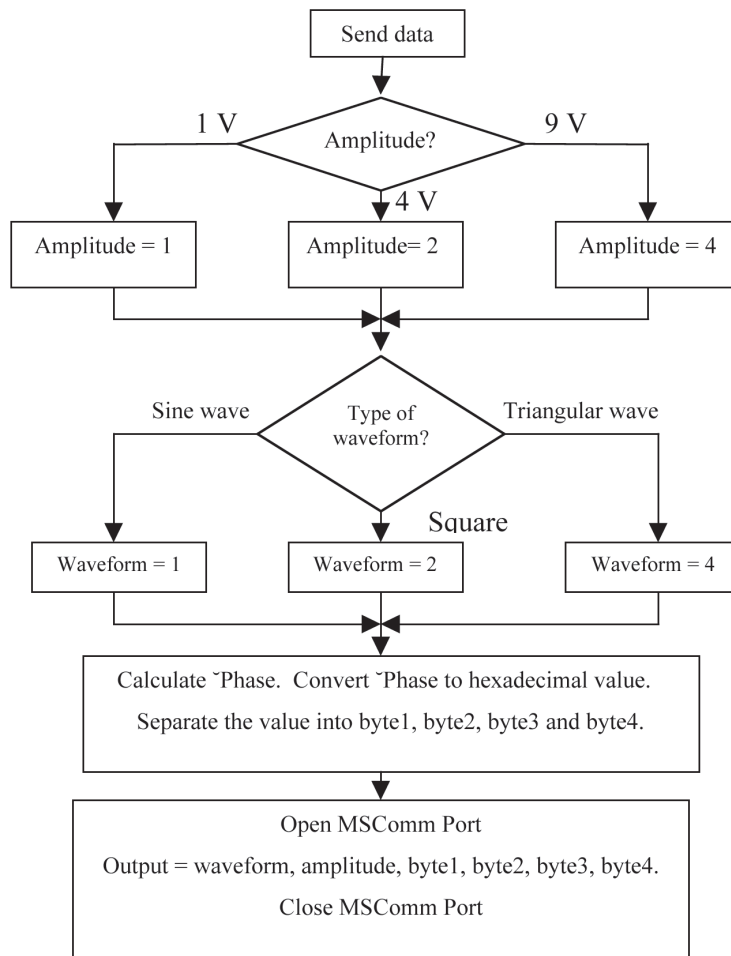 Send data
1 V
Amplitude?
9 V
4 V
Amplitude = 1
Amplitude= 2
Amplitude = 4
Sine wave
Type of
waveform?
Triangular wave
Square
Waveform = 1
Waveform = 2
Waveform = 4
Calculate ˘Phase. Convert ˘Phase to hexadecimal value.
Separate the value into byte1, byte2, byte3 and byte4.
Open MSComm Port
Output = waveform, amplitude, byte1, byte2, byte3, byte4.
Close MSComm Port